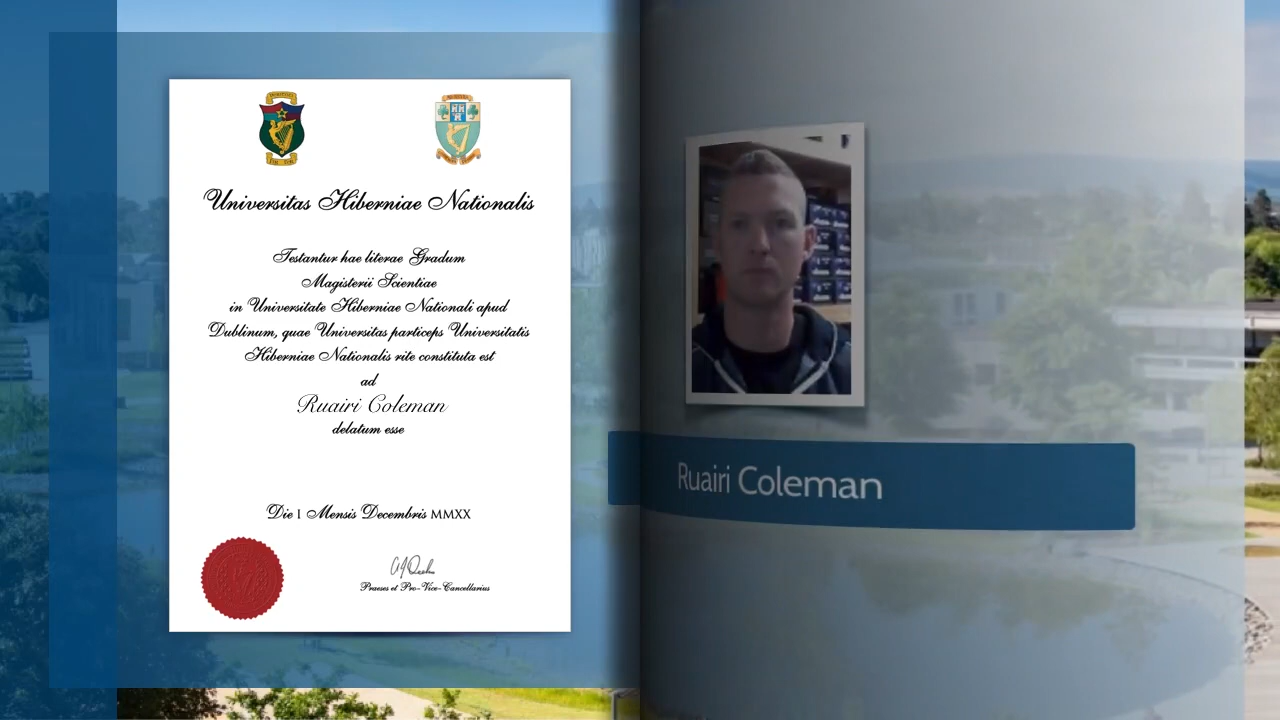 Universitas Hiberniae Nationalis
Testantur hae literae Gradum
Magisterii Scientiae
in Universitate Hiberniae Nationali apud
Dublinum, quae Universitas particeps Universitatis
Hiberniae Nationalis rite constituta est
ad
Ruairi Coleman
delatum esse
Die I Mensis Decembris MMXX
Praeses et Pro-Vice-Cancellarius
Ruairi Coleman